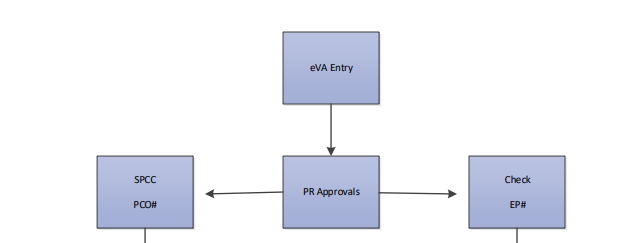 eVA Entry
SPCC
PCO#
PR Approvals
Check
EP#